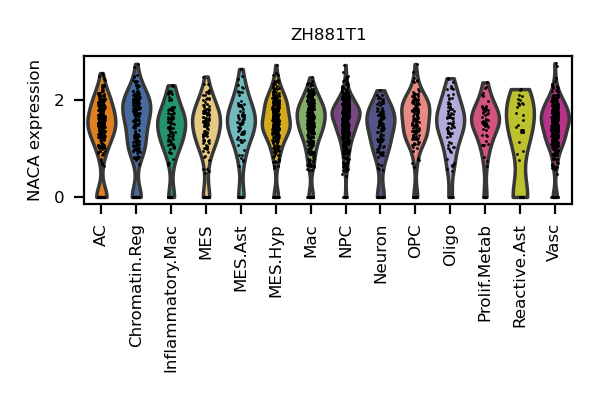 ZH881T1
NACA expression
2
0
AC
Chromatin.Reg
Inflammatory.Mac
MES
MES.Ast
MES.Hyp
Mac
NPC
Neuron
OPC
Oligo
Prolif.Metab
Reactive.Ast
Vasc